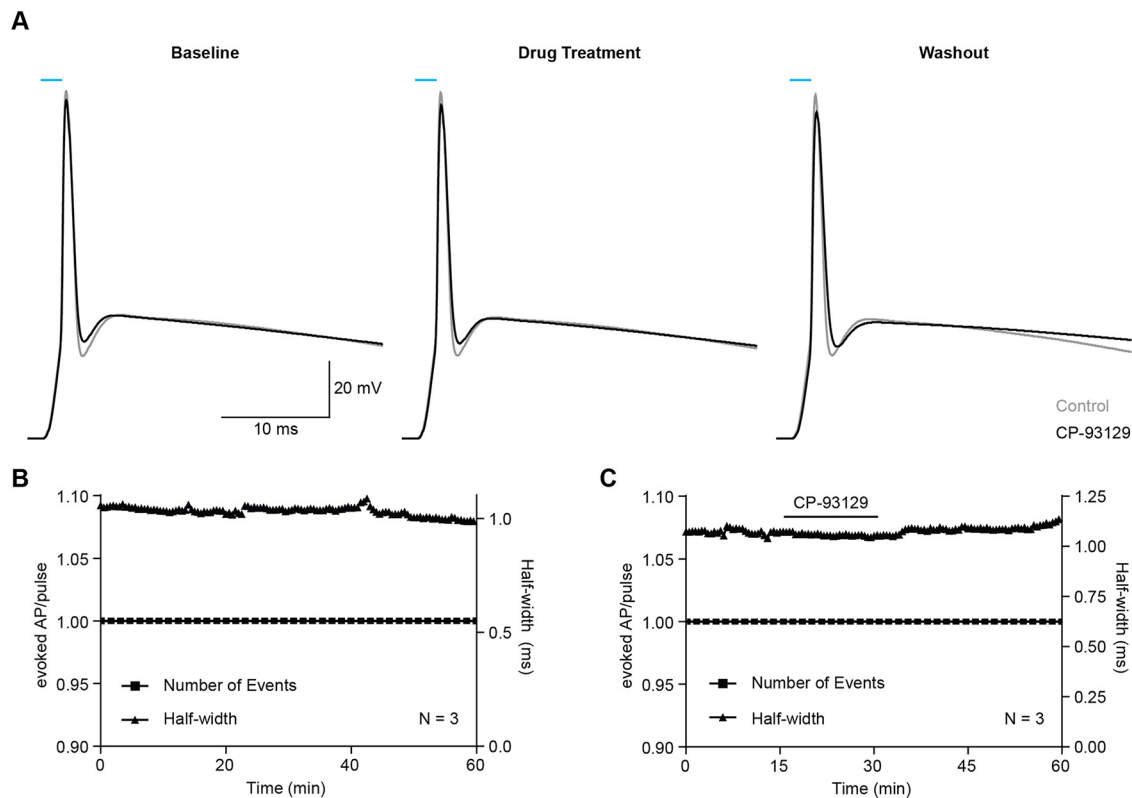 A
Baseline
Drug Treatment
Washout
20 mV
10 ms
Control
CP-93129
B
1.10
1.05
1.00
0.95
0.90
evoked AP/pulse
1.0
0.5
0.0
Half-width (ms)
Number of Events
Half-width
N = 3
0
20
40
60
Time (min)
C
CP-93129
1.10
1.05
1.00
0.95
0.90
evoked AP/pulse
1.25
1.00
0.75
0.50
0.25
0.00
Half-width (ms)
Number of Events
Half-width
N = 3
0
15
30
45
60
Time (min)